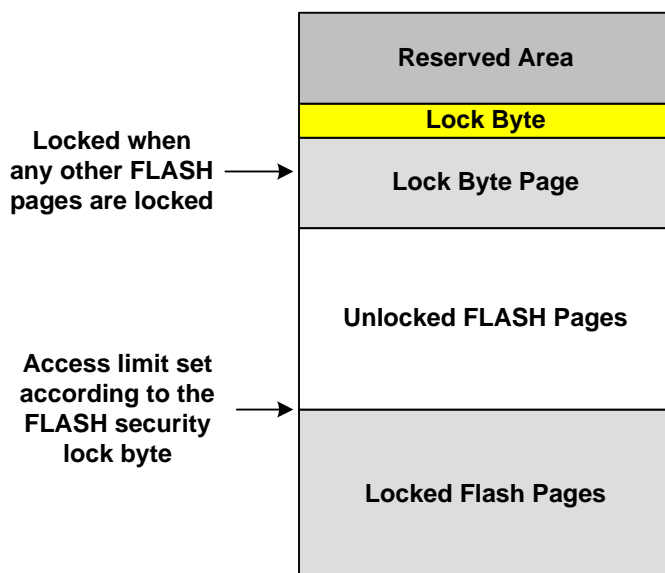 Reserved Area
Lock Byte
Locked when
any other FLASH
pages are locked
Lock Byte Page
Unlocked FLASH Pages
Access limit set
according to the
FLASH security
lock byte
Locked Flash Pages